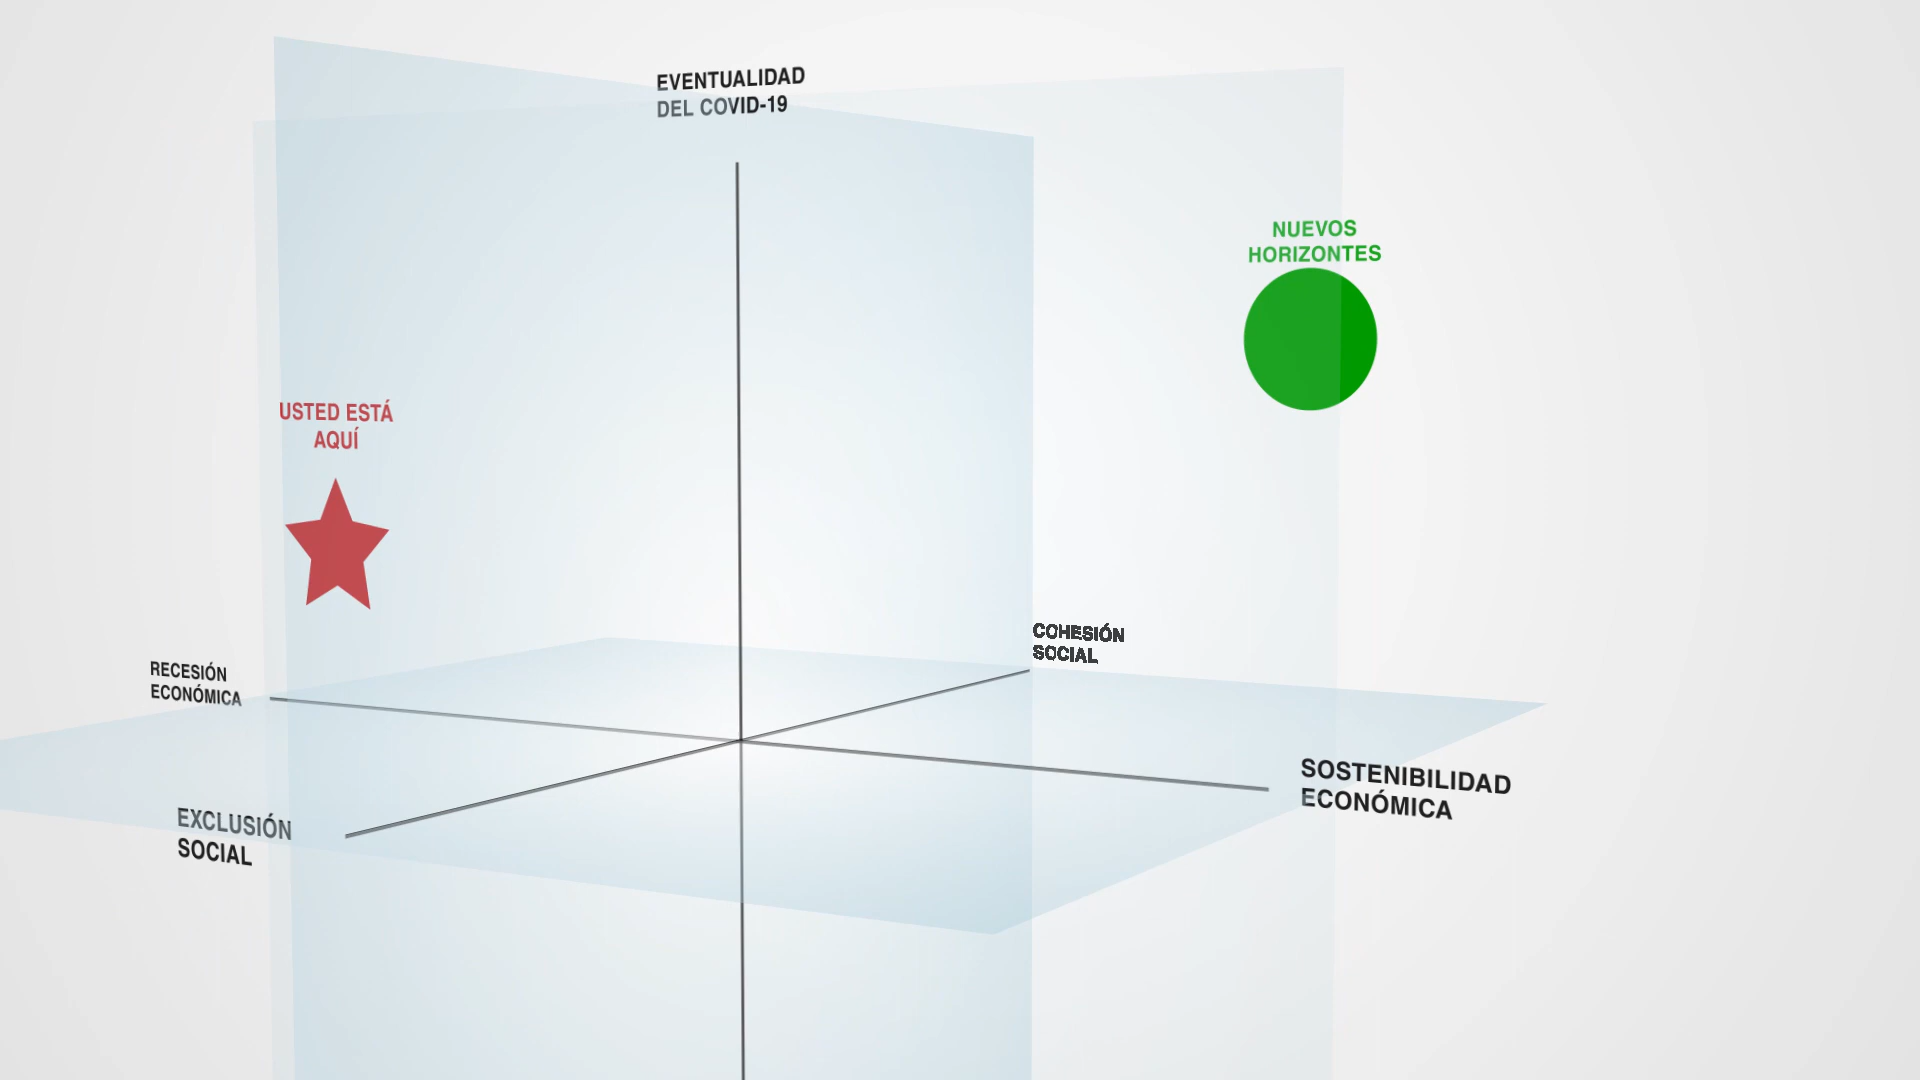 EVENTUALIDAD
DEL COVID-19
NUEVOS
HORIZONTES
USTED ESTÁ
AQUÍ
COHESIÓN
SOCIAL
RECESIÓN
ECONÓMICA
SOSTENIBILIDAD
ECONÓMICA
EXCLUSIÓN
SOCIAL